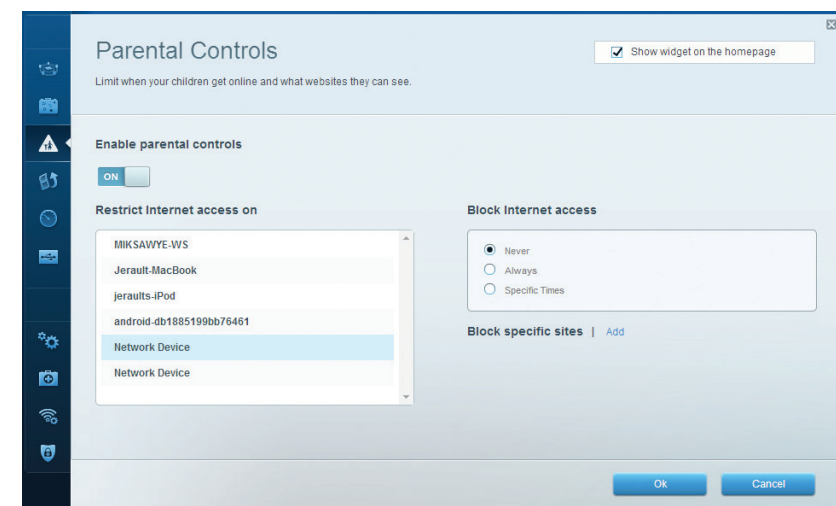 Parental Controls
Show widget on the homepage
Limit when your children get online and what websites they can see.
Enable parental controls
ON
Restrict Internet access on
MIKSAWYE-WS
Jerault-MacBook
jeraults-iPod
android-db1885199bb76461
Network Device
Network Device
Block Internet access
Never
Always
Specific Times
Block specific sites | Add
Ok
Cancel